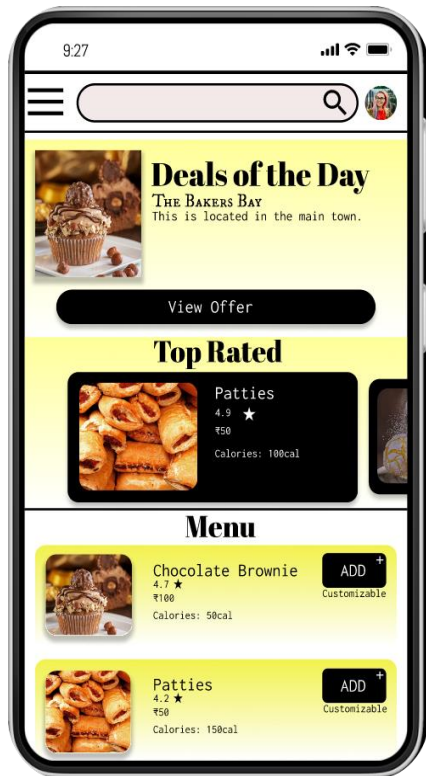 9:27
Deals of the Day
The Bakers Bay
This is located in the main town.
View Offer
Top Rated
Patties
4.9 ★
₹50
Calories: 100cal
Menu
Chocolate Brownie
4.7 ★
₹100
Calories: 50cal
ADD +
Customizable
Patties
4.2 ★
₹50
Calories: 150cal
ADD +
Customizable